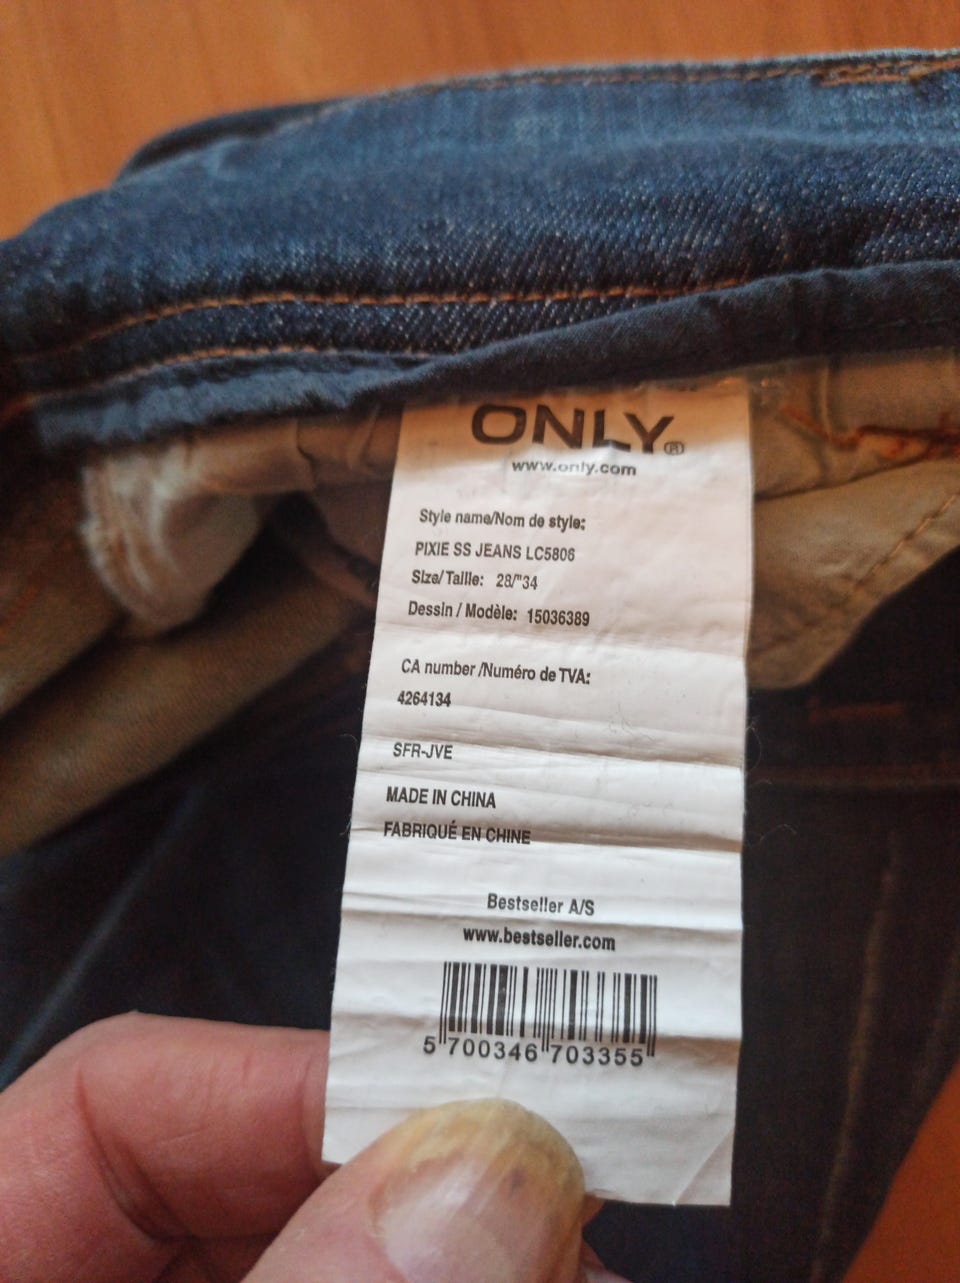 ONLY®
www.only.com
Style name/Nom de style:
PIXIE SS JEANS LC5806
Size/Taille: 28/"34
Dessin / Modèle: 15036389
CA number /Numéro de TVA:
4264134
SFR-JVE
MADE IN CHINA
FABRIQUÉ EN CHINE
Bestseller A/S
www.bestseller.com
5 700346 703355